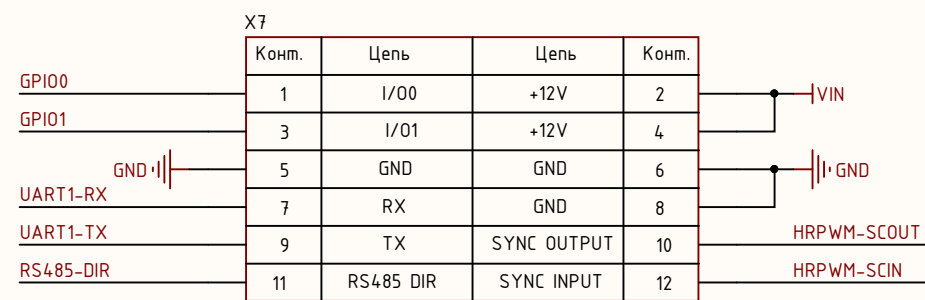 X7
Конт. Цепь Цепь Конт.
GPIO0 1 I/O0 +12V 2 VIN
GPIO1 3 I/O1 +12V 4
GND 5 GND GND 6 GND
UART1-RX 7 RX GND 8
UART1-TX 9 TX SYNC OUTPUT 10 HRPWM-SCOUT
RS485-DIR 11 RS485 DIR SYNC INPUT 12 HRPWM-SCIN